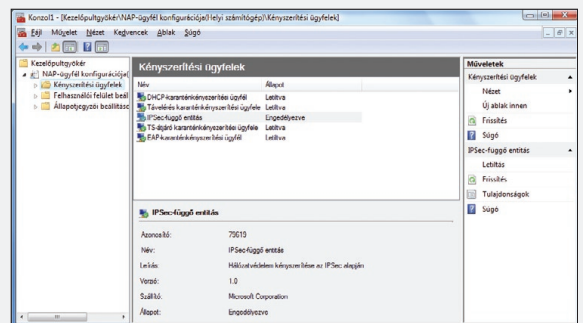 Konzol1 - [Kezelőpultgyökér\NAP-ügyfél konfigurációja(Helyi számítógép)\Kényszerítési ügyfelek]
Fájl Művelet Nézet Kedvencek Ablak Súgó
Kezelőpultgyökér
NAP-ügyfél konfigurációja(
Kényszerítési ügyfelek
Felhasználói felület beál
Állapotjegyzői beállítása
Kényszerítési ügyfelek
Név Állapot
DHCP-karanténkényszerítési ügyfél Letiltva
Távelérés karanténkényszerítési ügyfele Letiltva
IPSec-függő entitás Engedélyezve
TS-átjáró karanténkényszerítési ügyfele Letiltva
EAP-karanténkényszerítési ügyfél Letiltva
IPSec-függő entitás
Azonosító: 79619
Név: IPSec-függő entitás
Leírás: Hálózatvédelem kényszerítése az IPSec alapján
Verzió: 1.0
Szállító: Microsoft Corporation
Állapot: Engedélyezve
Műveletek
Kényszerítési ügyfelek
Nézet
Új ablak innen
Frissítés
Súgó
IPSec-függő entitás
Letiltás
Frissítés
Tulajdonságok
Súgó